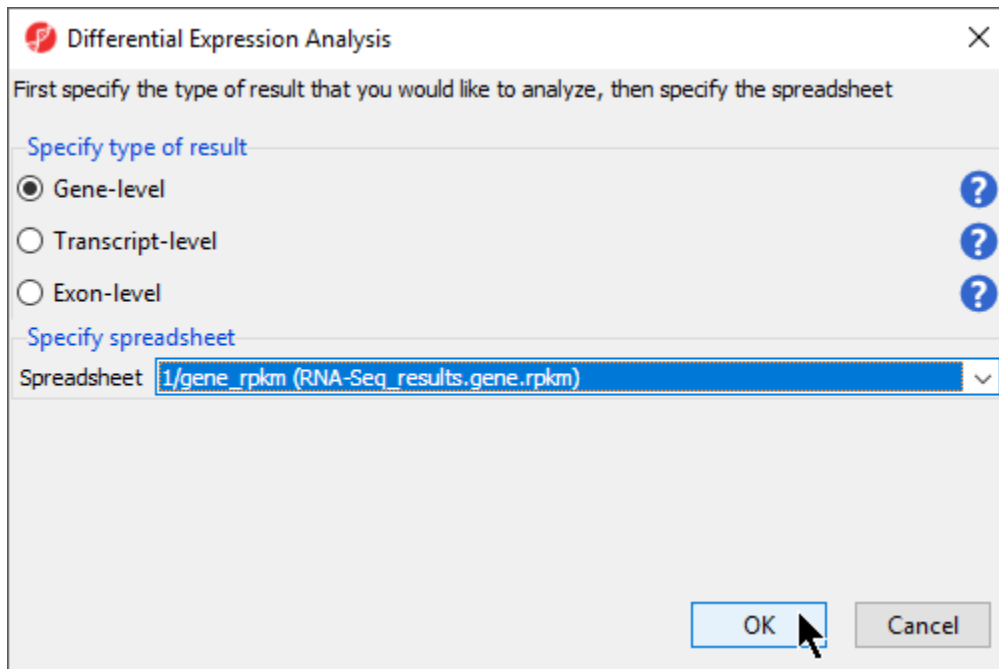 Differential Expression Analysis
First specify the type of result that you would like to analyze, then specify the spreadsheet
Specify type of result
Gene-level ?
Transcript-level ?
Exon-level ?
Specify spreadsheet
Spreadsheet 1/gene_rpkm (RNA-Seq_results.gene.rpkm)
OK Cancel